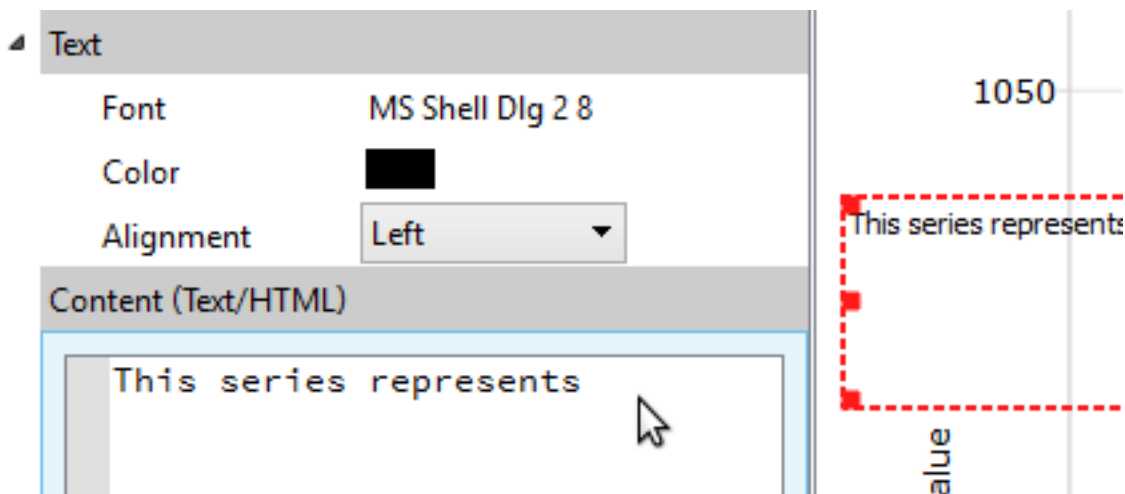 Text
Font MS Shell Dlg 2 8
Color
Alignment Left
Content (Text/HTML)
This series represents
1050
This series represents